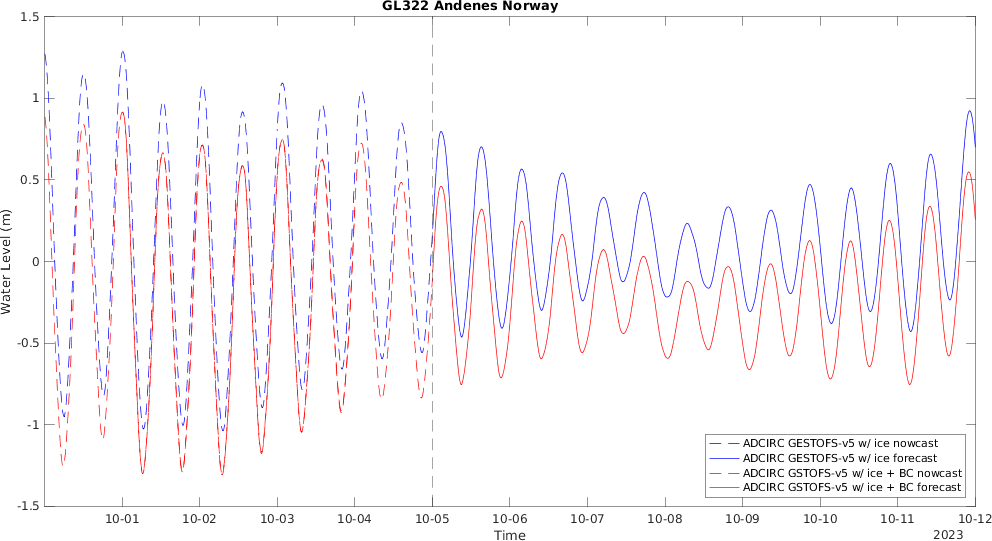 GL322 Andenes Norway
1.5
1
0.5
0
-0.5
-1
-1.5
Water Level (m)
10-01 10-02 10-03 10-04 10-05 10-06 10-07 10-08 10-09 10-10 10-11 10-12
Time
2023
ADCIRC GESTOFS-v5 w/ ice nowcast
ADCIRC GESTOFS-v5 w/ ice forecast
ADCIRC GSTOFS-v5 w/ ice + BC nowcast
ADCIRC GSTOFS-v5 w/ ice + BC forecast